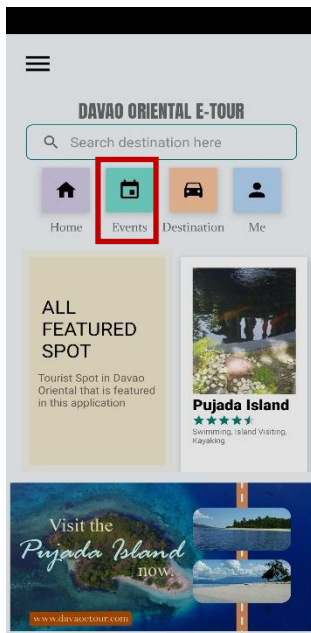 DAVAO ORIENTAL E-TOUR
Search destination here
Home Events Destination Me
ALL
FEATURED
SPOT
Tourist Spot in Davao
Oriental that is featured
in this application
Pujada Island
Swimming, Island Visiting,
Kayaking
Visit the
Pujada Island
now.
www.davaoetour.com